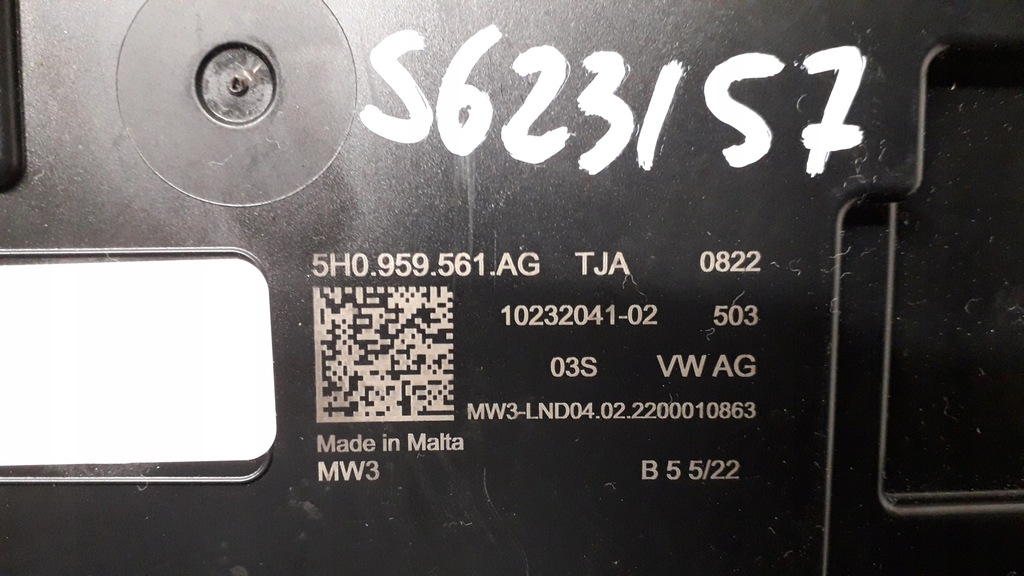 S623157
5H0.959.561.AG TJA 0822
10232041-02 503
03S VW AG
MW3-LND04.02.2200010863
Made in Malta
MW3 B 5 5/22